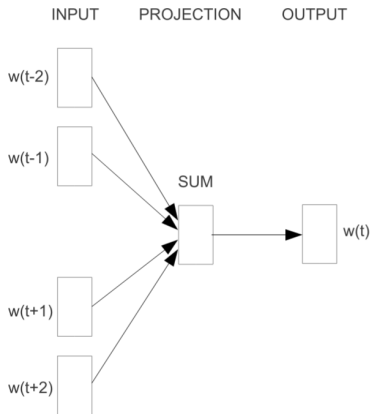 INPUT PROJECTION OUTPUT
w(t-2)
w(t-1)
SUM
w(t)
w(t+1)
w(t+2)